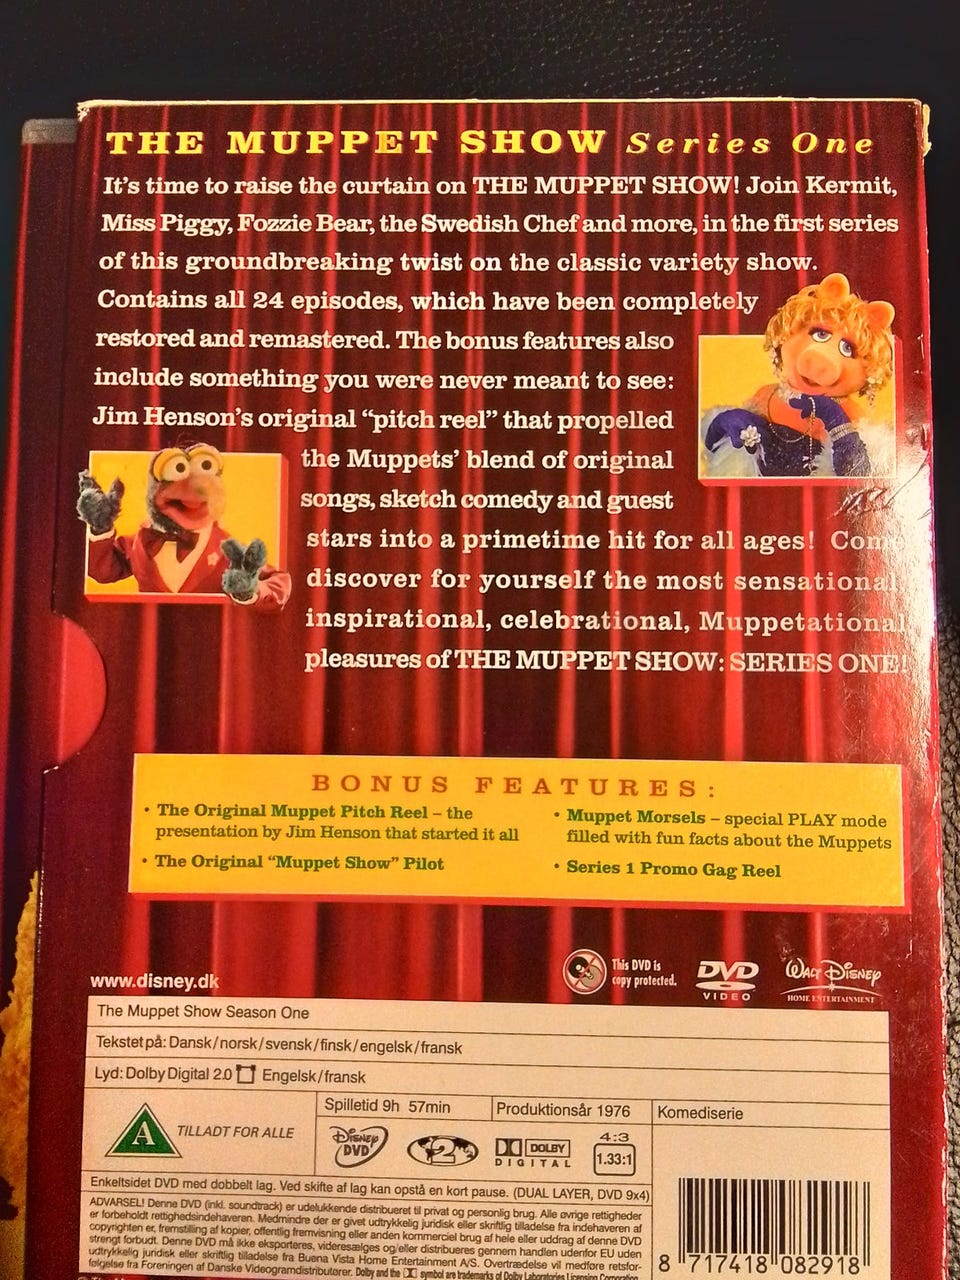 THE MUPPET SHOW Series One
It's time to raise the curtain on THE MUPPET SHOW! Join Kermit,
Miss Piggy, Fozzie Bear, the Swedish Chef and more, in the first series
of this groundbreaking twist on the classic variety show.
Contains all 24 episodes, which have been completely
restored and remastered. The bonus features also
include something you were never meant to see:
Jim Henson's original “pitch reel” that propelled
the Muppets' blend of original
songs, sketch comedy and guest
stars into a primetime hit for all ages! Come
discover for yourself the most sensational
inspirational, celebrational, Muppetational
pleasures of THE MUPPET SHOW: SERIES ONE!
BONUS FEATURES:
• The Original Muppet Pitch Reel – the
presentation by Jim Henson that started it all
• The Original “Muppet Show” Pilot
• Muppet Morsels – special PLAY mode
filled with fun facts about the Muppets
• Series 1 Promo Gag Reel
www.disney.dk
This DVD is
copy protected.
DVD
VIDEO
WALT DISNEY
HOME ENTERTAINMENT
The Muppet Show Season One
Tekstet på: Dansk/norsk/svensk/finsk/engelsk/fransk
Lyd: Dolby Digital 2.0 Engelsk/fransk
A
TILLADT FOR ALLE
Spilletid 9h 57min
Produktionsår 1976
Komediserie
DISNEY
DVD
2
DOLBY
DIGITAL
4:3
1.33:1
Enkeltsidet DVD med dobbelt lag. Ved skifte af lag kan opstå en kort pause. (DUAL LAYER, DVD 9x4)
ADVARSEL! Denne DVD (inkl. soundtrack) er udelukkende distribueret til privat og personlig brug. Alle øvrige rettigheder
er forbeholdt rettighedsindehaveren. Medmindre der er givet udtrykkelig juridisk eller skriftlig tilladelse fra indehaveren af
copyrighten er, fremstilling af kopier, offentlig fremvisning eller anden kommerciel brug af hele eller uddrag af denne DVD
strengt forbudt. Denne DVD må ikke eksporteres, videresælges og/eller distribueres gennem handlen udenfor EU uden
udtrykkelig juridisk eller skriftlig tilladelse fra Buena Vista Home Entertainment A/S. Overtrædelse vil medføre retsfor-
følgelse fra Foreningen af Danske Videogramdistributører. Dolby and the symbol are trademarks of Dolby Laboratories Licensing Corporation
8 717418 082918